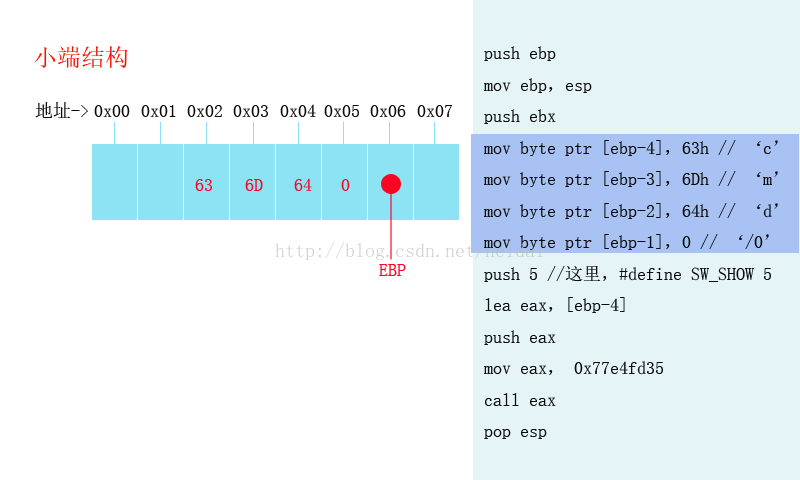 小端结构
地址-> 0x00 0x01 0x02 0x03 0x04 0x05 0x06 0x07
63 6D 64 0
http://blog.csdn.net/
EBP
push ebp
mov ebp, esp
push ebx
mov byte ptr [ebp-4], 63h // ‘c’
mov byte ptr [ebp-3], 6Dh // ‘m’
mov byte ptr [ebp-2], 64h // ‘d’
mov byte ptr [ebp-1], 0 // ‘/0’
push 5 //这里, #define SW_SHOW 5
lea eax, [ebp-4]
push eax
mov eax, 0x77e4fd35
call eax
pop esp